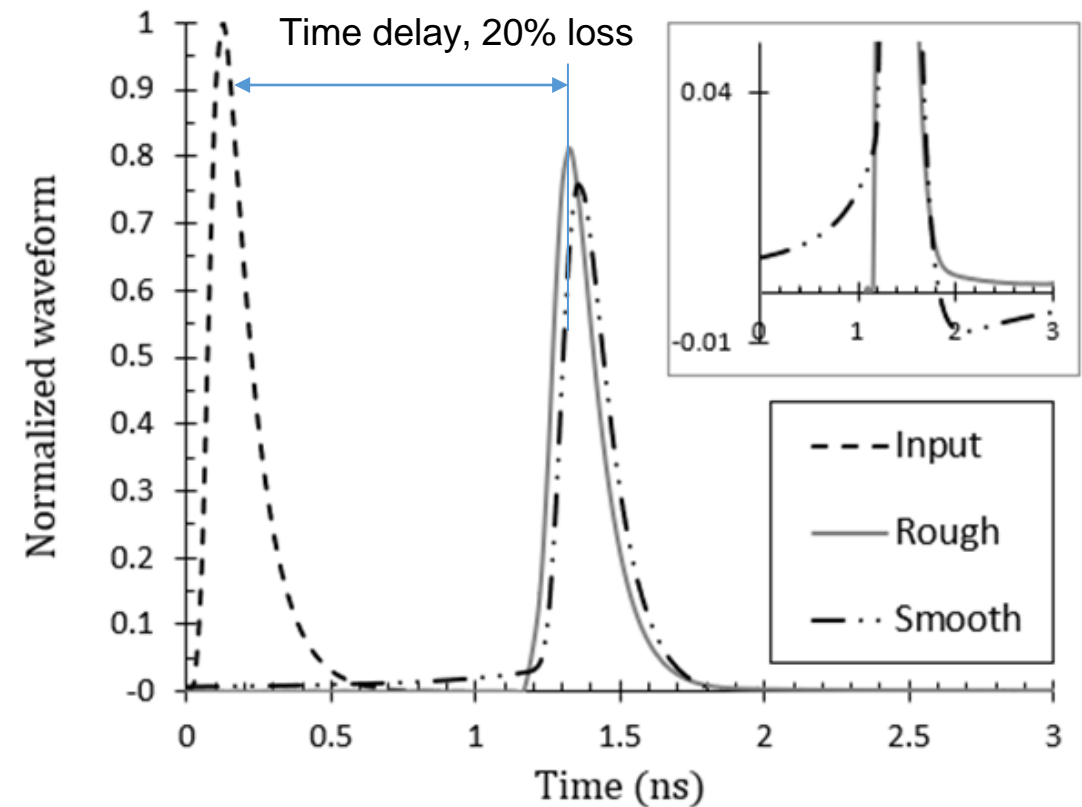 Time delay, 20% loss
Normalized waveform
1
0.9
0.8
0.7
0.6
0.5
0.4
0.3
0.2
0.1
-0
0 0.5 1 1.5 2 2.5 3
Time (ns)
0.04
-0.01
0 1 2 3
Input
Rough
Smooth